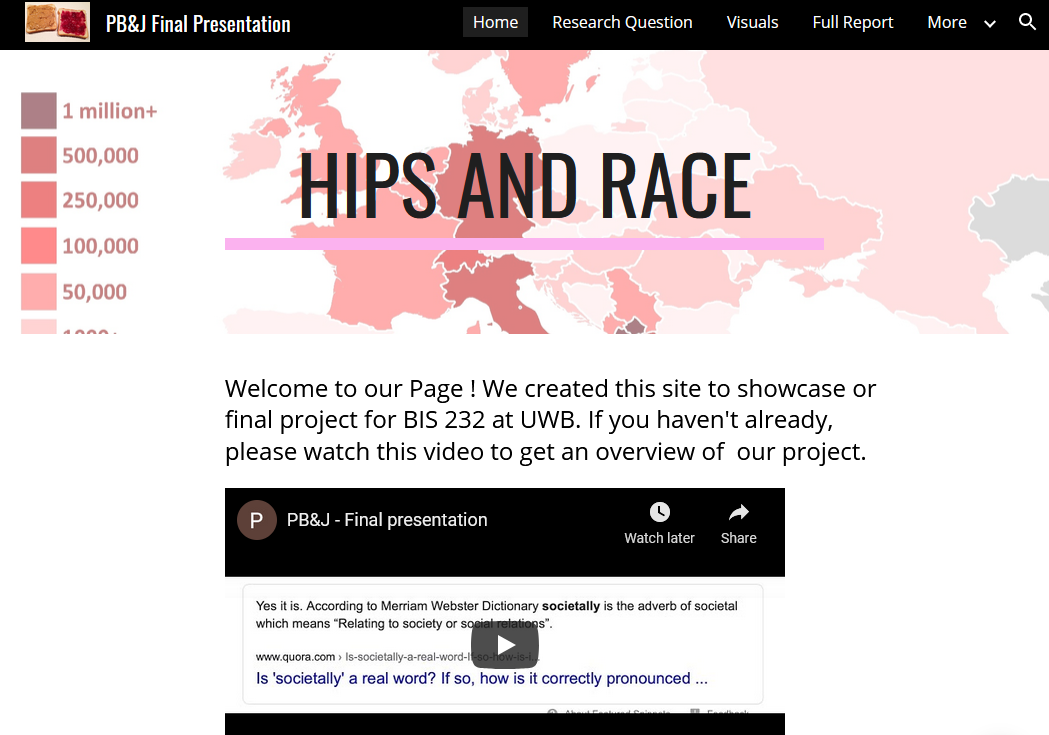 PB&J Final Presentation
Home
Research Question
Visuals
Full Report
More
1 million+
500,000
250,000
100,000
50,000
HIPS AND RACE
Welcome to our Page ! We created this site to showcase or
final project for BIS 232 at UWB. If you haven't already,
please watch this video to get an overview of  our project.
P
PB&J - Final presentation
Watch later
Share
Yes it is. According to Merriam Webster Dictionary societally is the adverb of societal
which means “Relating to society or social relations”.
www.quora.com › Is-societally-a-real-word-If-so-how-is-i...
Is 'societally' a real word? If so, how is it correctly pronounced ...
About Featured Snippets
Feedback